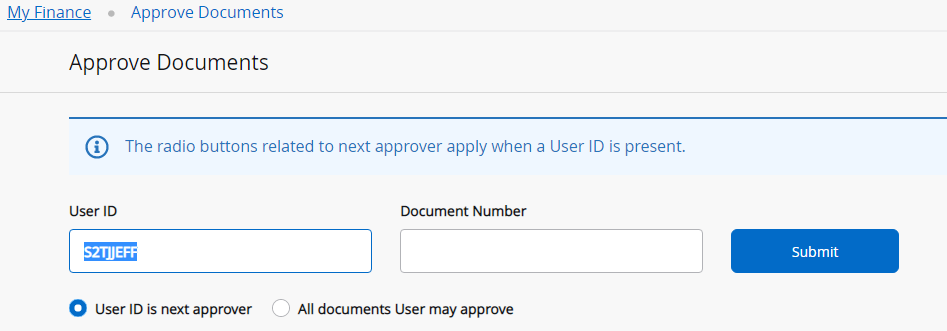 My Finance • Approve Documents
Approve Documents
The radio buttons related to next approver apply when a User ID is present.
User ID Document Number
S2TJJEFF Submit
User ID is next approver All documents User may approve